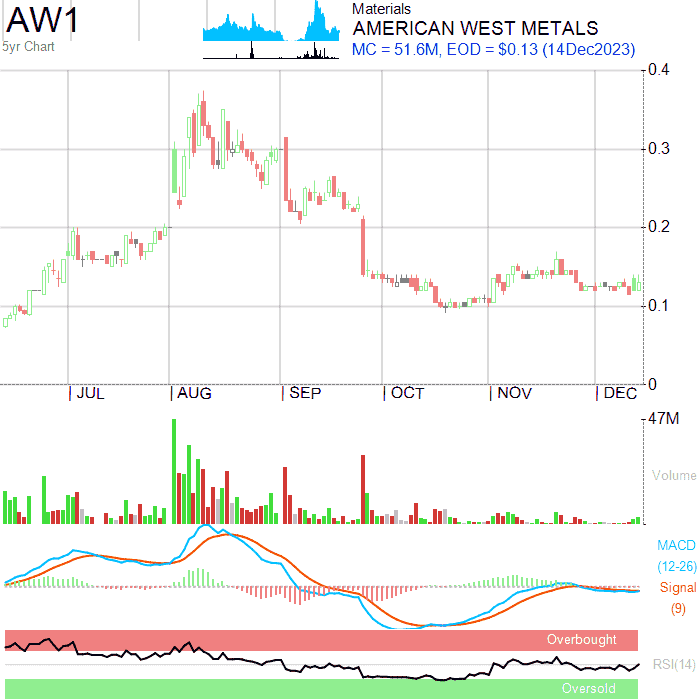 AW1
5yr Chart
Materials
AMERICAN WEST METALS
MC = 51.6M, EOD = $0.13 (14Dec2023)
0.4
0.3
0.2
0.1
0
JUL
AUG
SEP
OCT
NOV
DEC
47M
Volume
MACD
(12-26)
Signal
(9)
Overbought
RSI(14)
Oversold